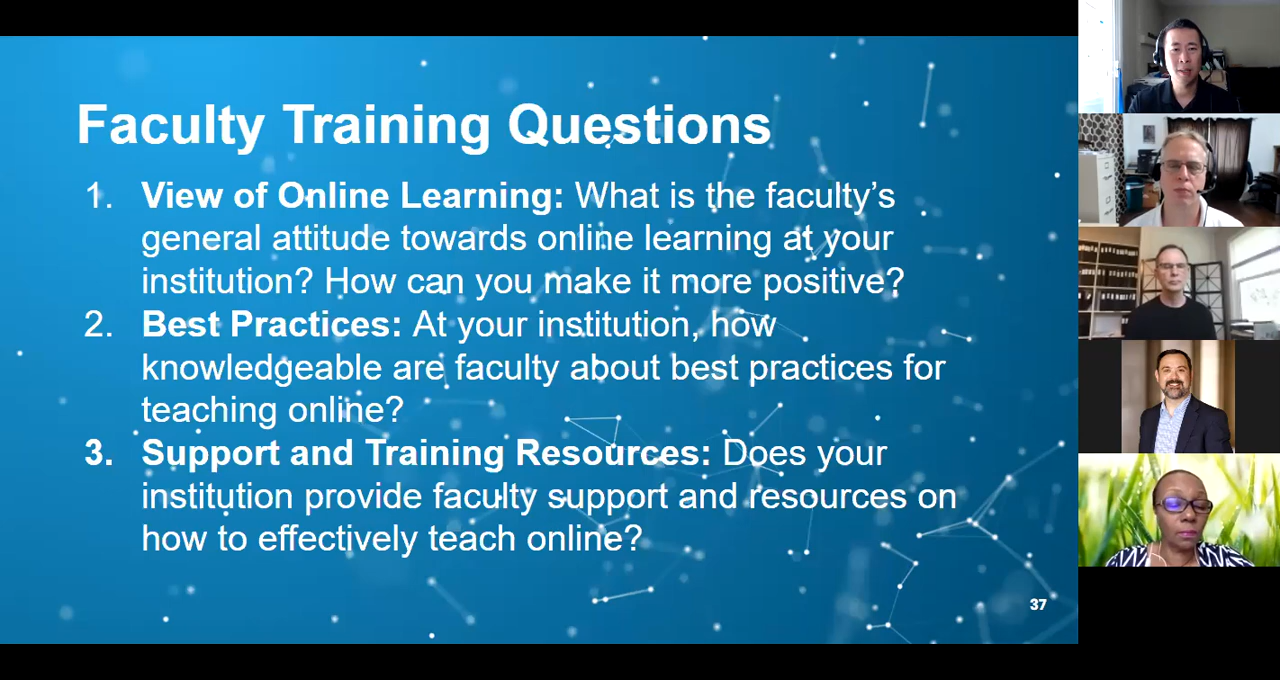 Faculty Training Questions
1. View of Online Learning: What is the faculty’s
general attitude towards online learning at your
institution? How can you make it more positive?
2. Best Practices: At your institution, how
knowledgeable are faculty about best practices for
teaching online?
3. Support and Training Resources: Does your
institution provide faculty support and resources on
how to effectively teach online?
37